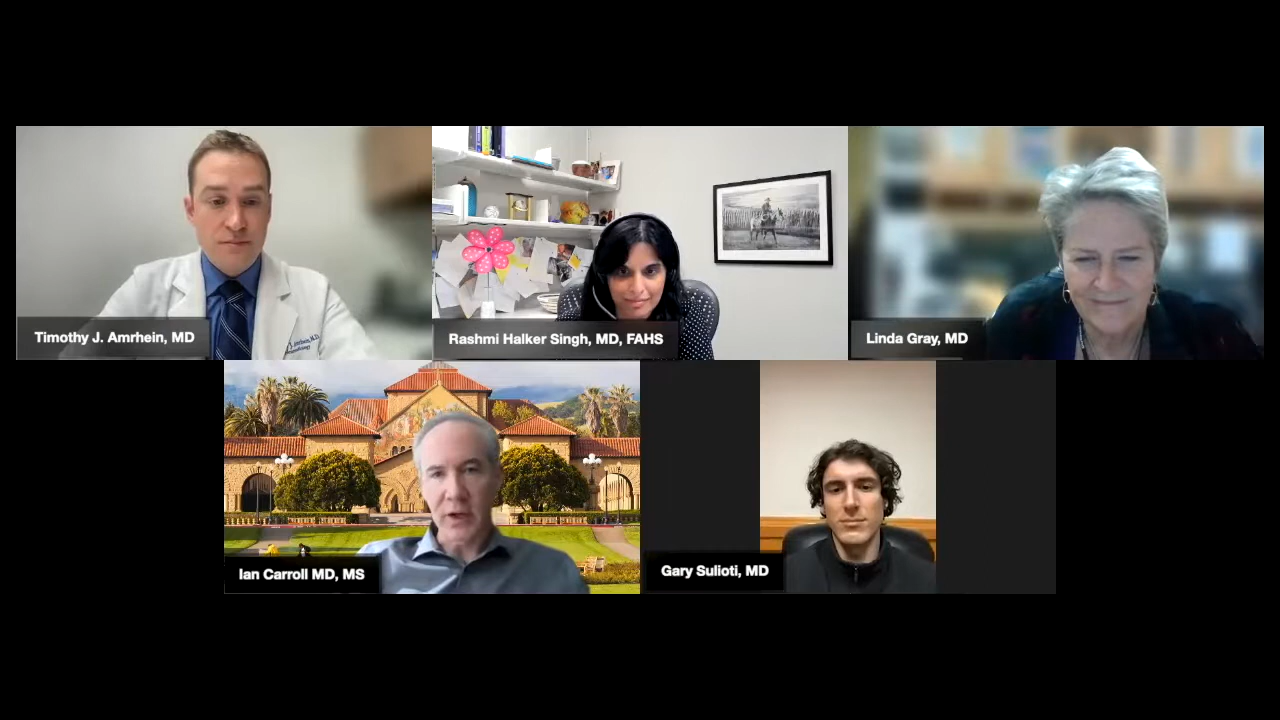 Timothy J. Amrhein, MD
Rashmi Halker Singh, MD, FAHS
Linda Gray, MD
Ian Carroll MD, MS
Gary Sulioti, MD